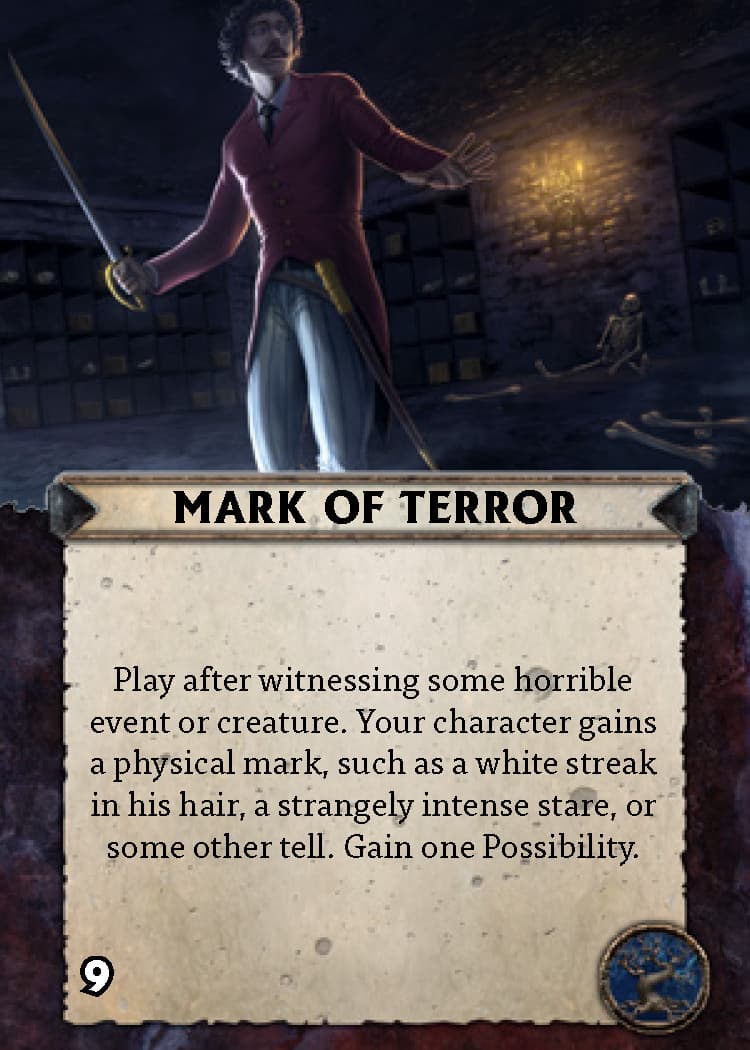 MARK OF TERROR
Play after witnessing some horrible
event or creature. Your character gains
a physical mark, such as a white streak
in his hair, a strangely intense stare, or
some other tell. Gain one Possibility.
9